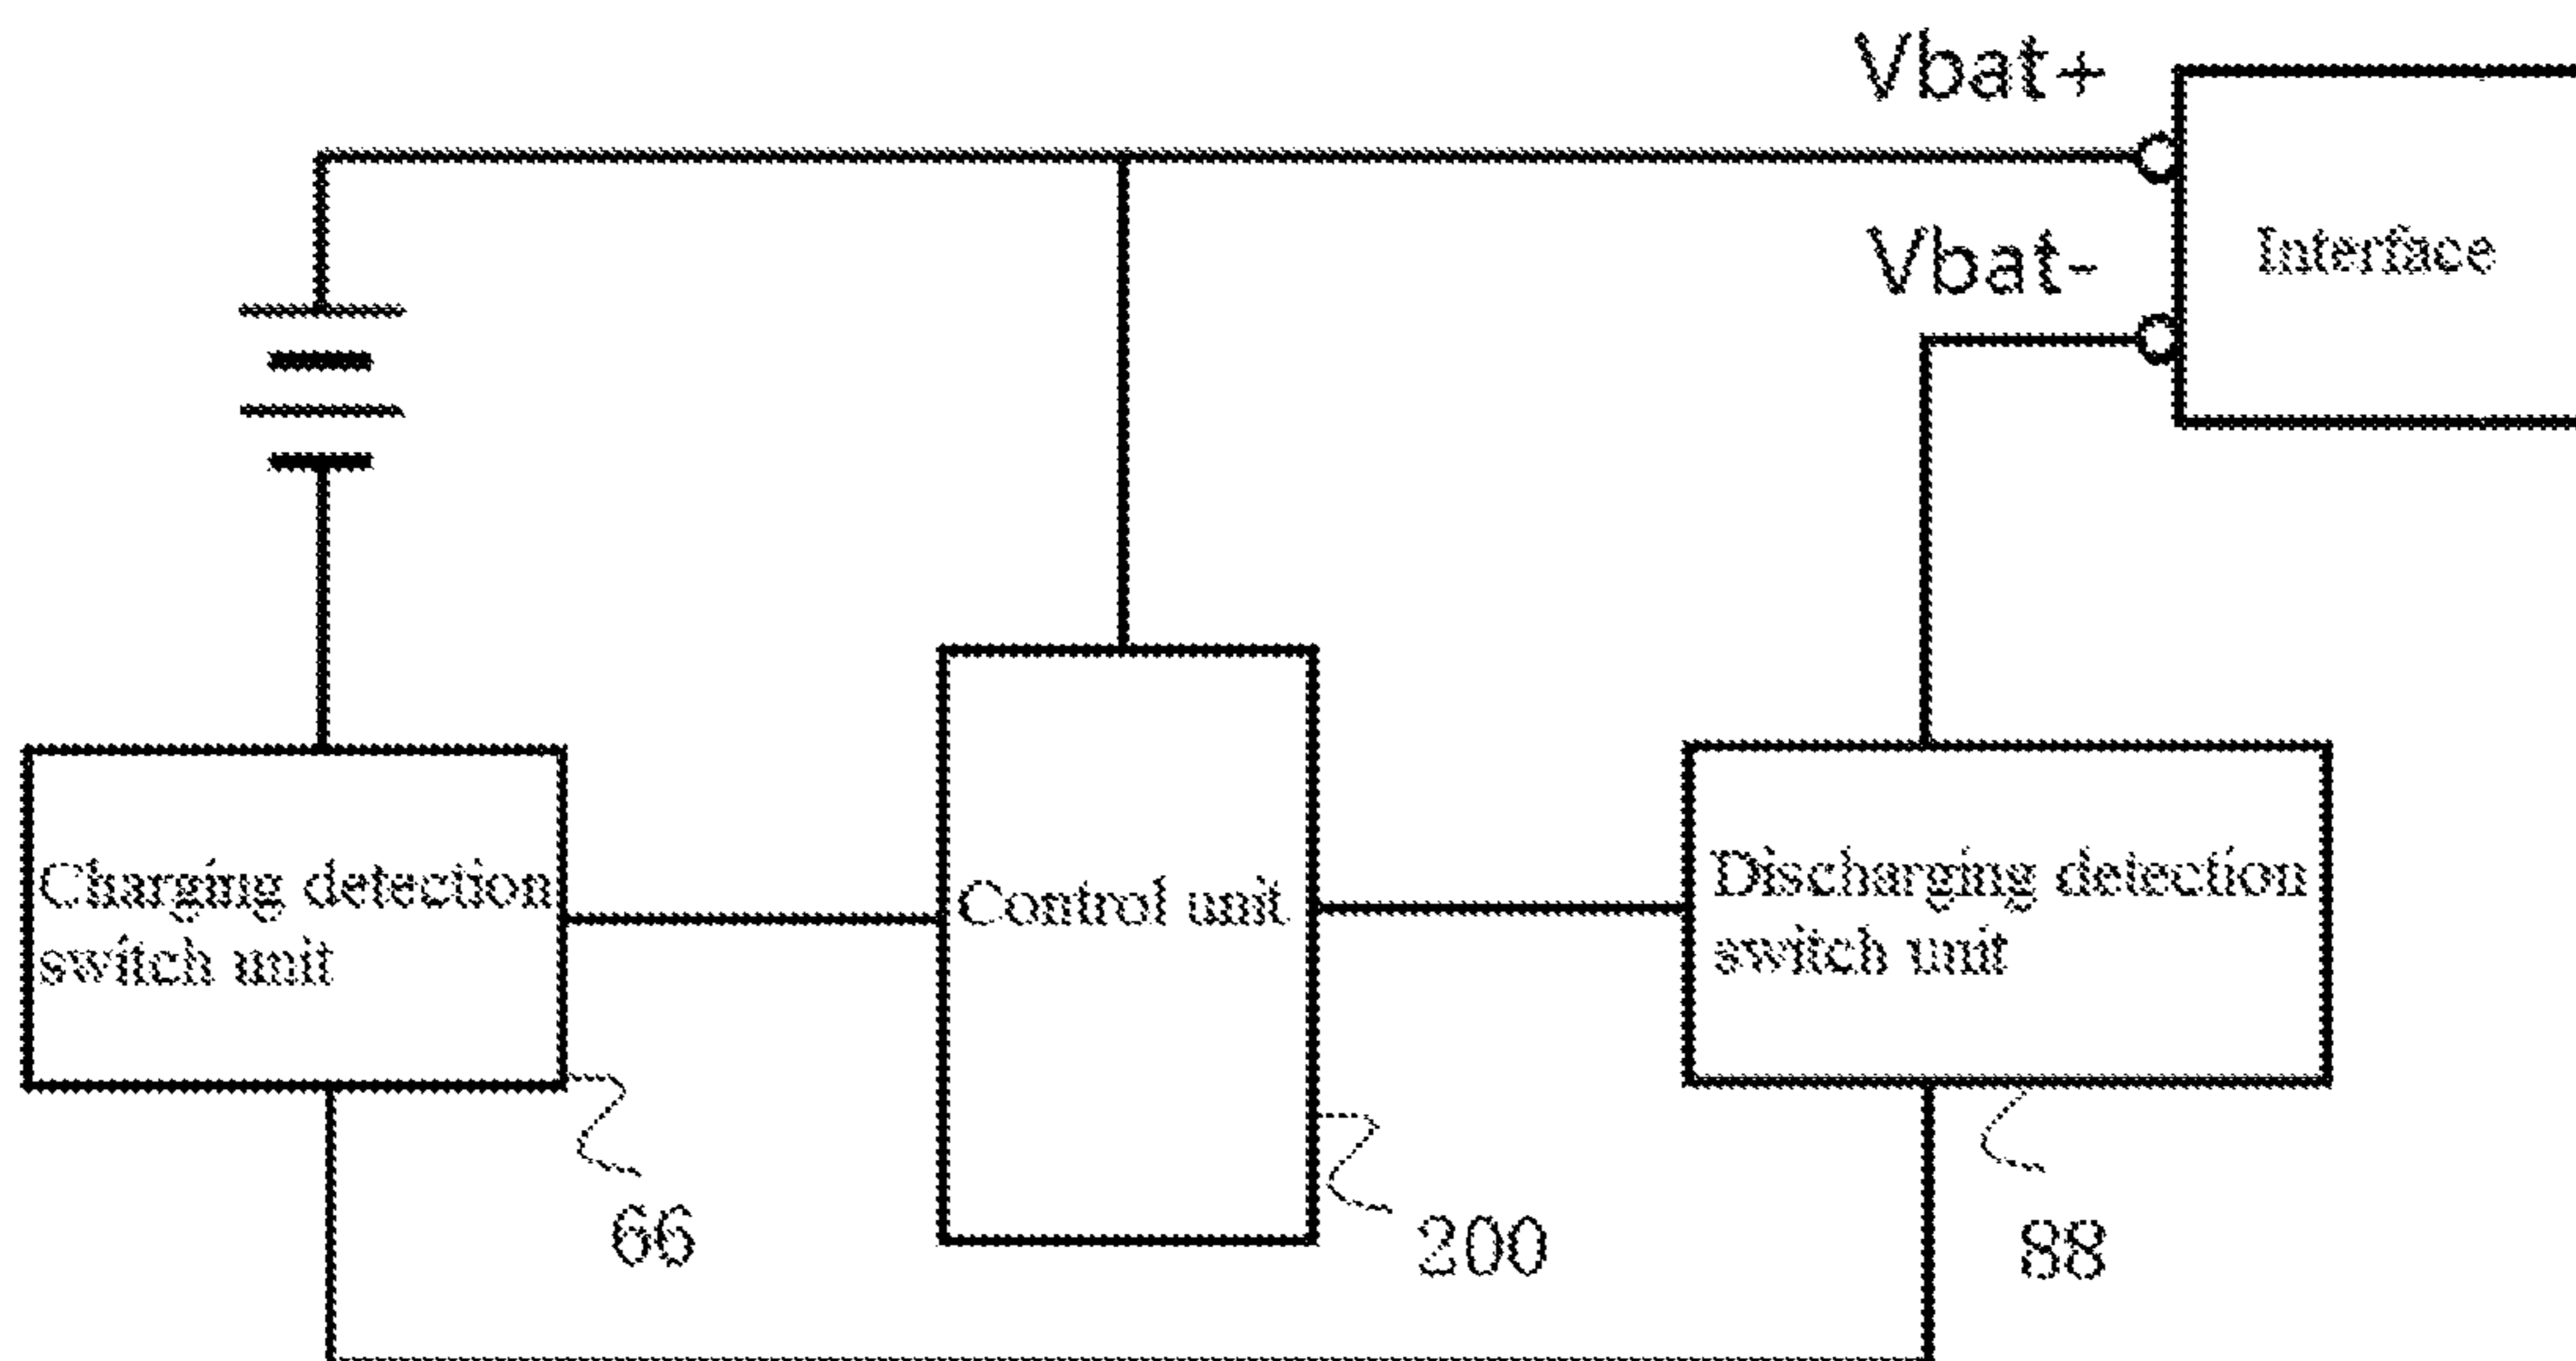 Vbat+
Vbat-
Interface
Charging detection
switch unit
Control unit
Discharging detection
switch unit
66
200
88